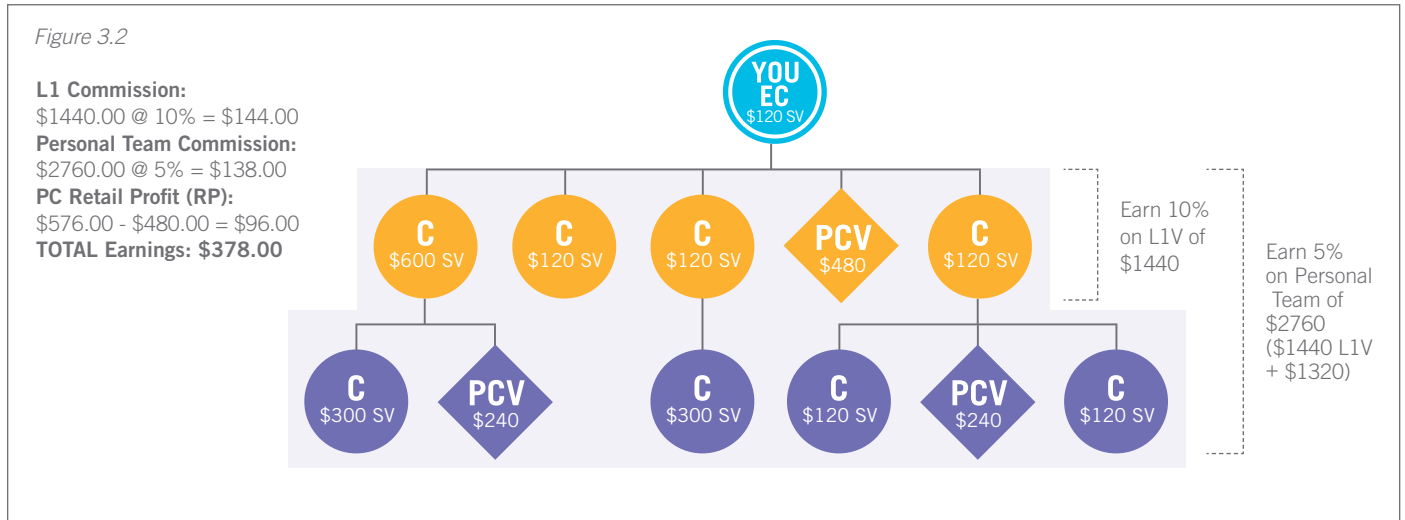 Figure 3.2
L1 Commission:
$1440.00 @ 10% = $144.00
Personal Team Commission:
$2760.00 @ 5% = $138.00
PC Retail Profit (RP):
$576.00 - $480.00 = $96.00
TOTAL Earnings: $378.00
YOU
EC
$120 SV
C
$600 SV
C
$120 SV
C
$120 SV
PCV
$480
C
$120 SV
Earn 10%
on L1V of
$1440
Earn 5%
on Personal
Team of
$2760
($1440 L1V
+ $1320)
C
$300 SV
PCV
$240
C
$300 SV
C
$120 SV
PCV
$240
C
$120 SV